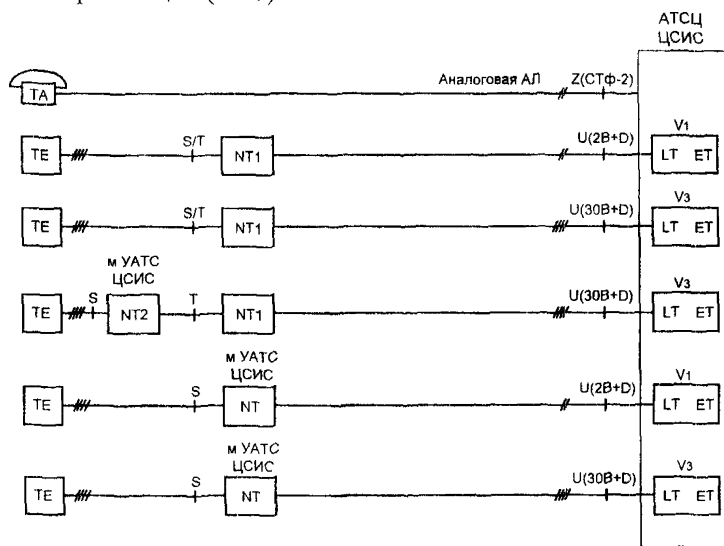 АТСЦ
ЦСИС
ТА Аналоговая АЛ Z(СТф-2)
V1
TE S/T NT1 U(2B+D) LT ET
V3
TE S/T NT1 U(30B+D) LT ET
м УАТС
ЦСИС
V3
TE S NT2 T NT1 U(30B+D) LT ET
м УАТС
ЦСИС
V1
TE S NT U(2B+D) LT ET
м УАТС
ЦСИС
V3
TE S NT U(30B+D) LT ET